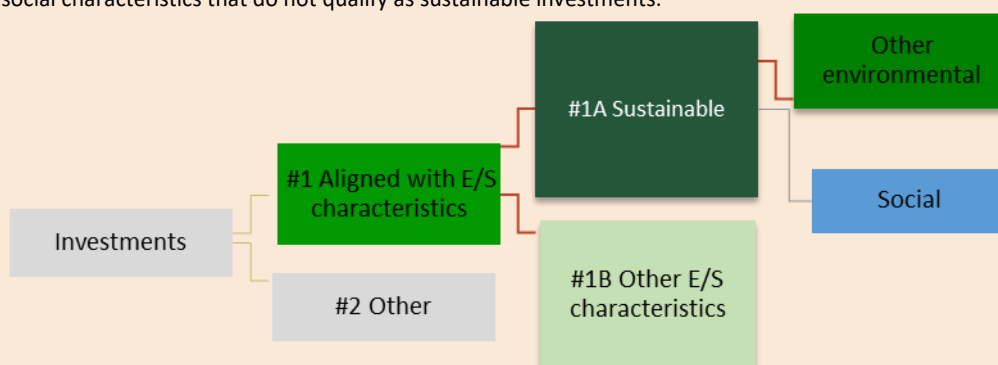 social characteristics that do not qualify as sustainable investments.
Other
environmental
#1A Sustainable
#1 Aligned with E/S
characteristics
Social
Investments
#1B Other E/S
characteristics
#2 Other